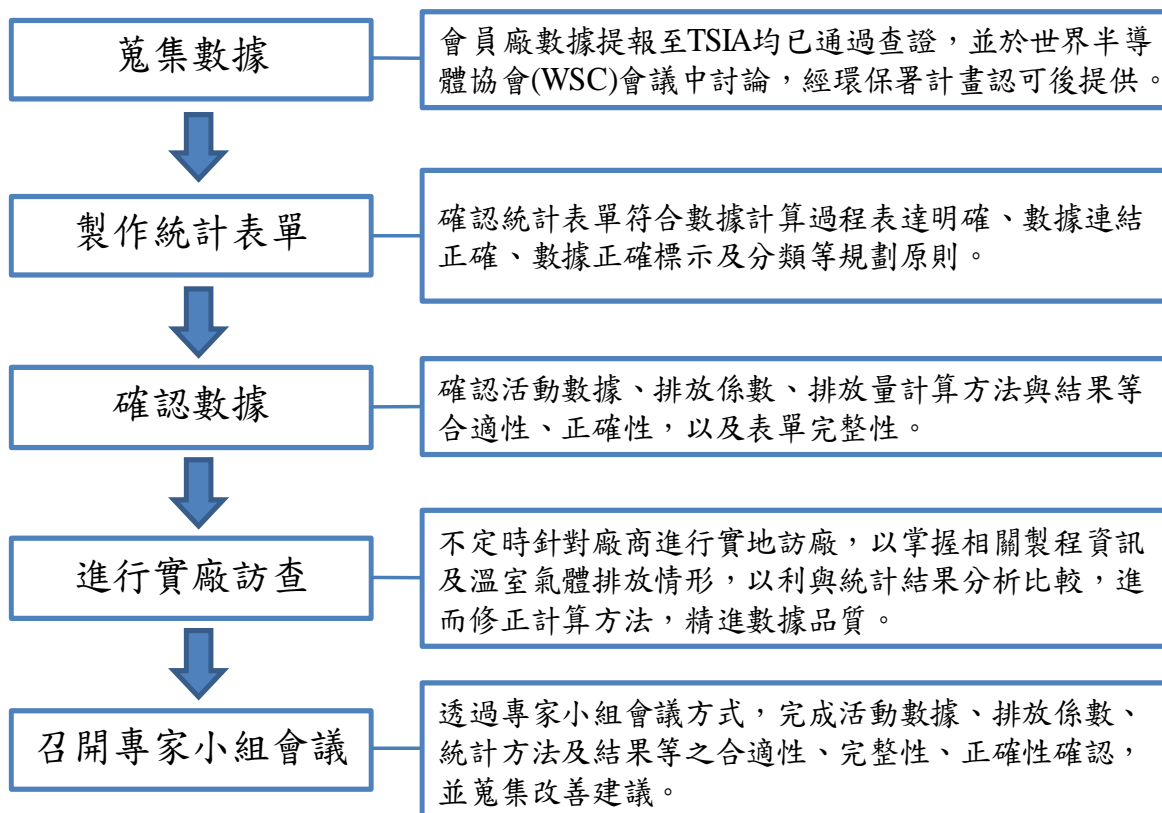 蒐集數據
會員廠數據提報至TSIA均已通過查證，並於世界半導
體協會(WSC)會議中討論，經環保署計畫認可後提供。
製作統計表單
確認統計表單符合數據計算過程表達明確、數據連結
正確、數據正確標示及分類等規劃原則。
確認數據
確認活動數據、排放係數、排放量計算方法與結果等
合適性、正確性，以及表單完整性。
進行實廠訪查
不定時針對廠商進行實地訪廠，以掌握相關製程資訊
及溫室氣體排放情形，以利與統計結果分析比較，進
而修正計算方法，精進數據品質。
召開專家小組會議
透過專家小組會議方式，完成活動數據、排放係數、
統計方法及結果等之合適性、完整性、正確性確認，
並蒐集改善建議。